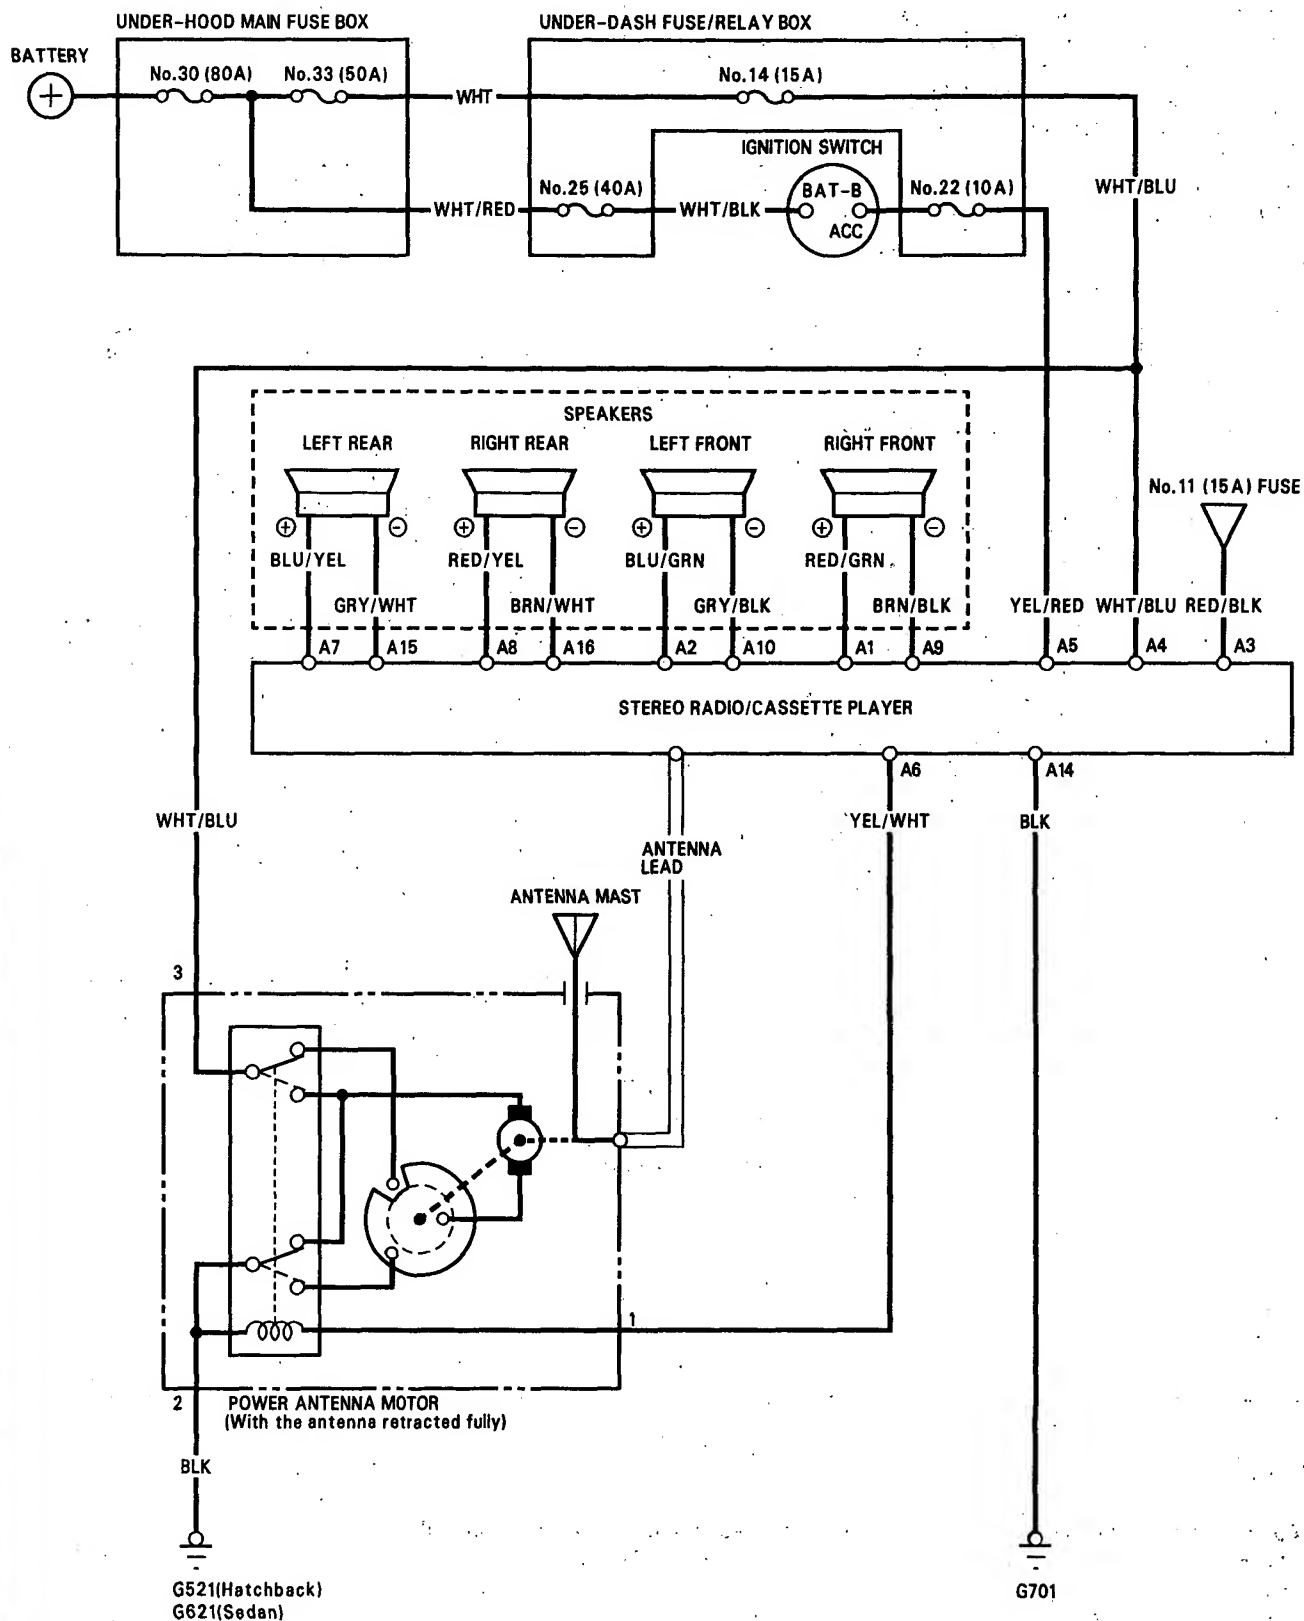 UNDER-HOOD MAIN FUSE BOX
UNDER-DASH FUSE/RELAY BOX
BATTERY
+
No.30 (80A)
No.33 (50A)
WHT
No.14 (15A)
IGNITION SWITCH
WHT/RED
No.25 (40A)
WHT/BLK
BAT-B
ACC
No.22 (10A)
WHT/BLU
SPEAKERS
LEFT REAR
RIGHT REAR
LEFT FRONT
RIGHT FRONT
No.11 (15A) FUSE
+ -
+ -
+ -
+ -
BLU/YEL
RED/YEL
BLU/GRN
RED/GRN
GRY/WHT
BRN/WHT
GRY/BLK
BRN/BLK
YEL/RED
WHT/BLU
RED/BLK
A7
A15
A8
A16
A2
A10
A1
A9
A5
A4
A3
STEREO RADIO/CASSETTE PLAYER
A6
A14
WHT/BLU
YEL/WHT
BLK
ANTENNA
LEAD
ANTENNA MAST
3
1
2
POWER ANTENNA MOTOR
(With the antenna retracted fully)
BLK
G521(Hatchback)
G621(Sedan)
G701